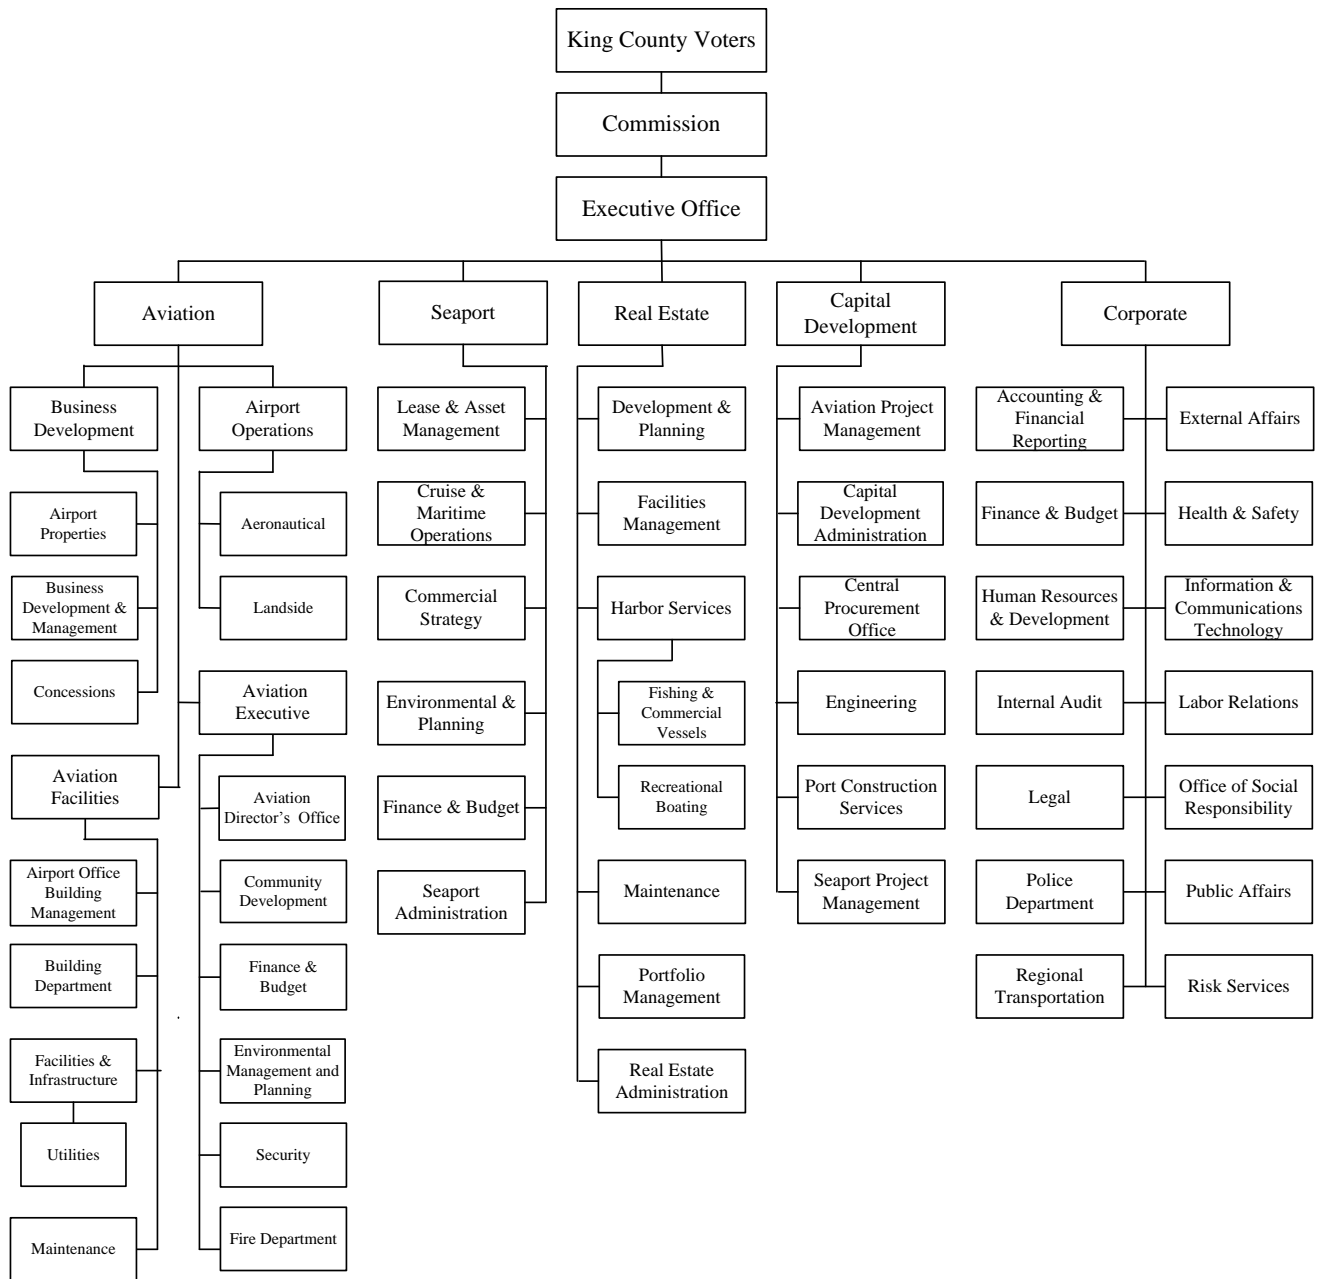 King County Voters
Commission
Executive Office
Aviation
Seaport
Real Estate
Capital
Development
Corporate
Business
Development
Airport
Operations
Airport
Properties
Aeronautical
Business
Development &
Management
Landside
Concessions
Aviation
Executive
Aviation
Facilities
Aviation
Director's Office
Airport Office
Building
Management
Community
Development
Building
Department
Finance &
Budget
Facilities &
Infrastructure
Environmental
Management and
Planning
Utilities
Security
Maintenance
Fire Department
Lease & Asset
Management
Cruise &
Maritime
Operations
Commercial
Strategy
Environmental &
Planning
Finance & Budget
Seaport
Administration
Development &
Planning
Facilities
Management
Harbor Services
Fishing &
Commercial
Vessels
Recreational
Boating
Maintenance
Portfolio
Management
Real Estate
Administration
Aviation Project
Management
Capital
Development
Administration
Central
Procurement
Office
Engineering
Port Construction
Services
Seaport Project
Management
Accounting &
Financial
Reporting
External Affairs
Finance & Budget
Health & Safety
Human Resources
& Development
Information &
Communications
Technology
Internal Audit
Labor Relations
Legal
Office of Social
Responsibility
Police
Department
Public Affairs
Regional
Transportation
Risk Services